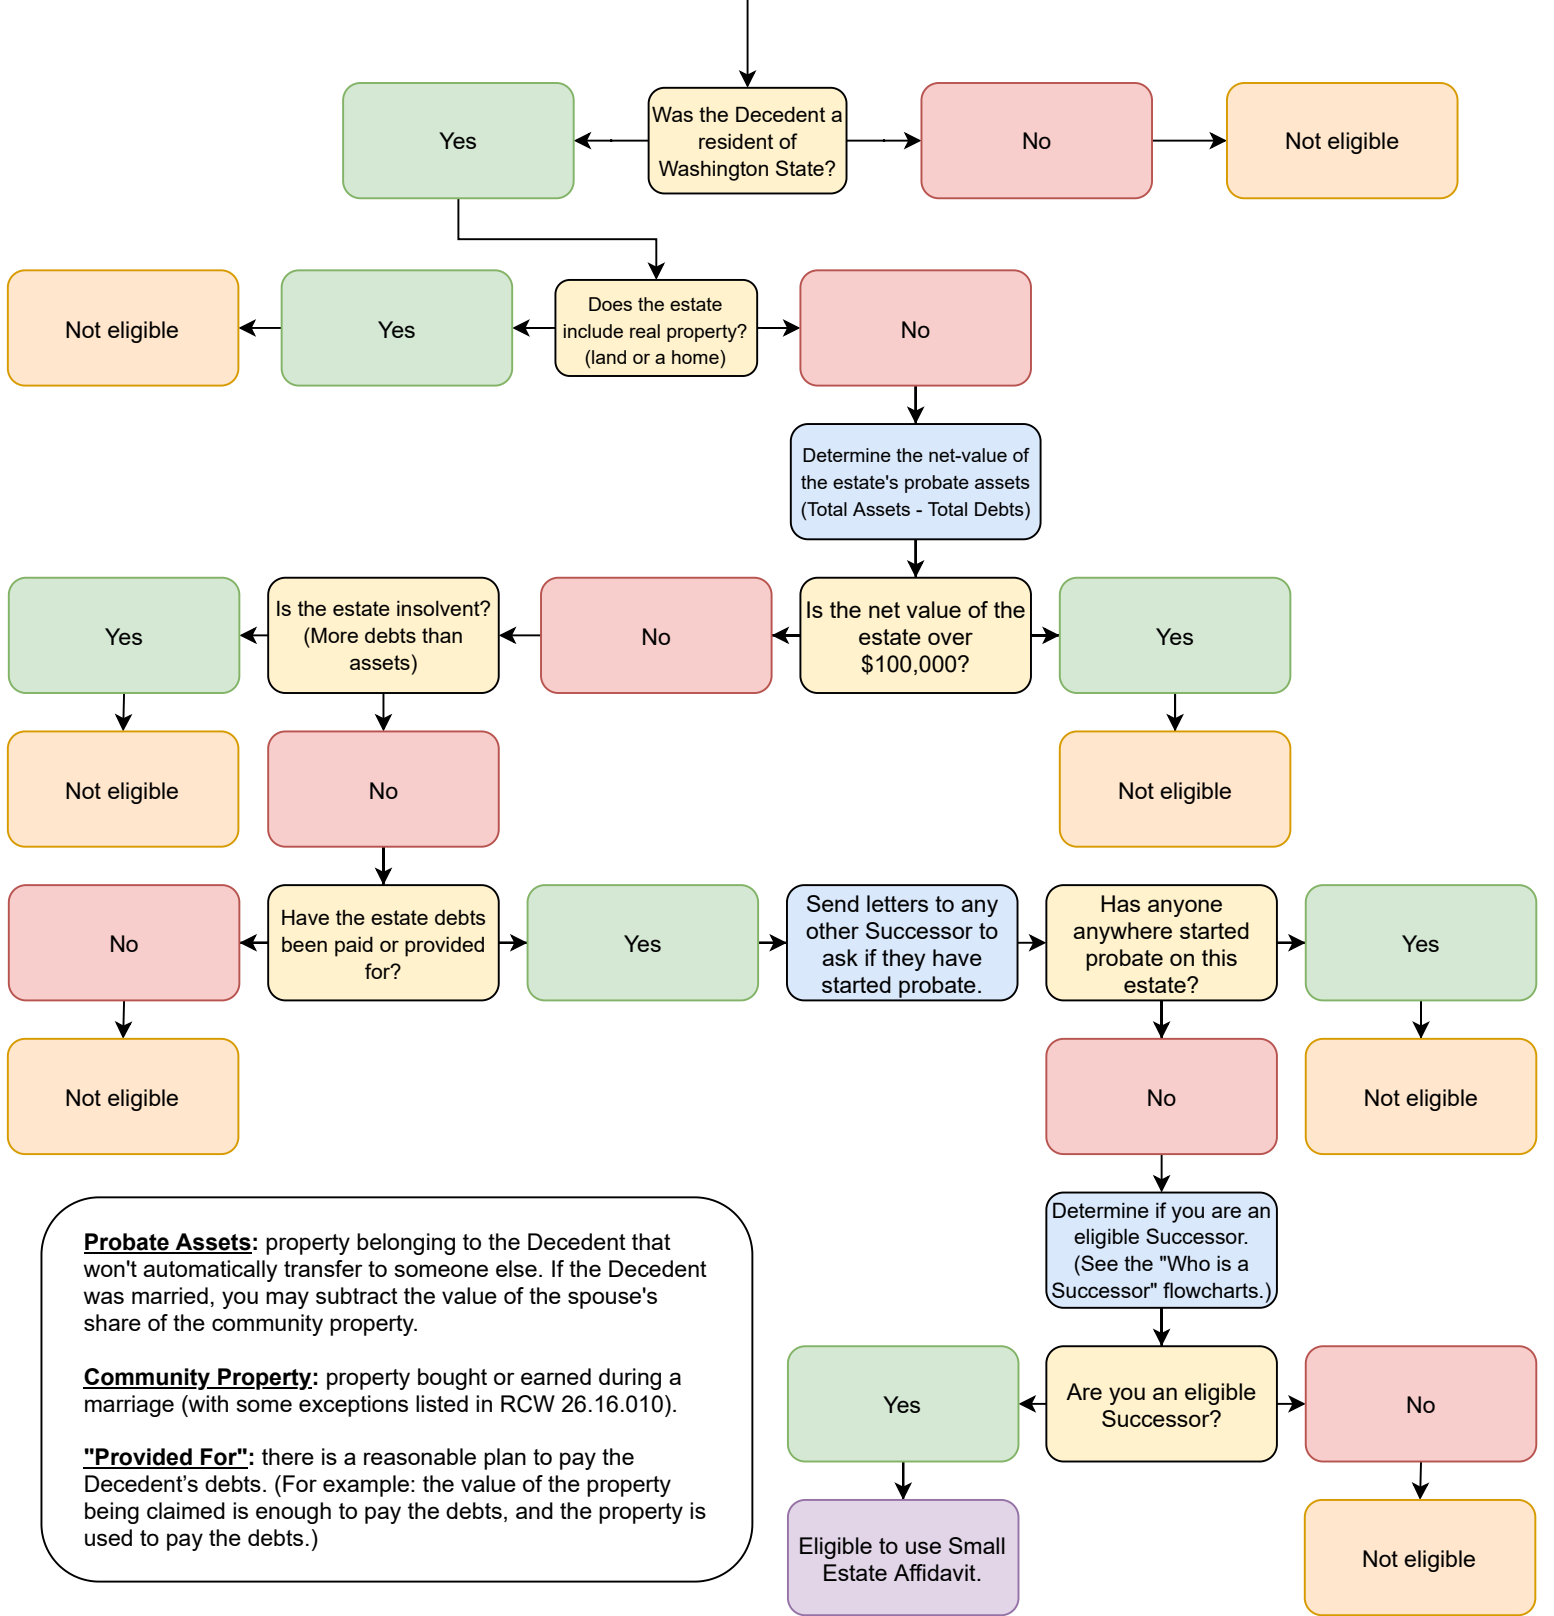 Yes
Was the Decedent a
resident of
Washington State?
No
Not eligible
Not eligible
Yes
Does the estate
include real property?
(land or a home)
No
Determine the net-value of
the estate's probate assets
(Total Assets - Total Debts)
Yes
Is the estate insolvent?
(More debts than
assets)
No
Is the net value of the
estate over
$100,000?
Yes
Not eligible
No
Not eligible
No
Have the estate debts
been paid or provided
for?
Yes
Send letters to any
other Successor to
ask if they have
started probate.
Has anyone
anywhere started
probate on this
estate?
Yes
Not eligible
No
Not eligible
Determine if you are an
eligible Successor.
(See the "Who is a
Successor" flowcharts.)
Probate Assets: property belonging to the Decedent that
won't automatically transfer to someone else. If the Decedent
was married, you may subtract the value of the spouse's
share of the community property.
Community Property: property bought or earned during a
marriage (with some exceptions listed in RCW 26.16.010).
"Provided For": there is a reasonable plan to pay the
Decedent’s debts. (For example: the value of the property
being claimed is enough to pay the debts, and the property is
used to pay the debts.)
Yes
Are you an eligible
Successor?
No
Eligible to use Small
Estate Affidavit.
Not eligible